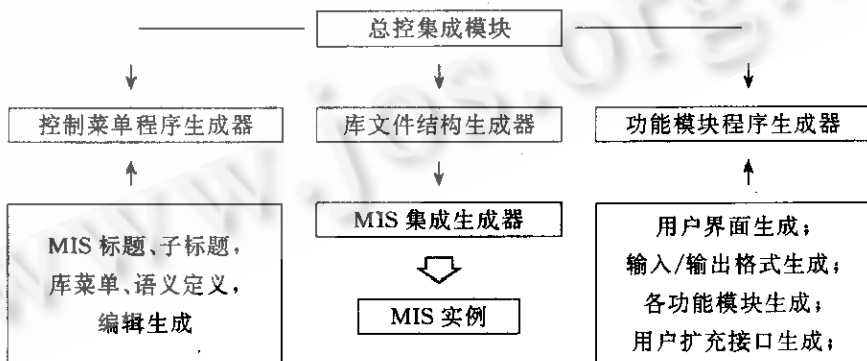 总控集成模块
控制菜单程序生成器
库文件结构生成器
功能模块程序生成器
MIS 标题、子标题,
库菜单、语义定义,
编辑生成
MIS 集成生成器
MIS 实例
用户界面生成;
输入/输出格式生成;
各功能模块生成;
用户扩充接口生成;
www.jos.org.